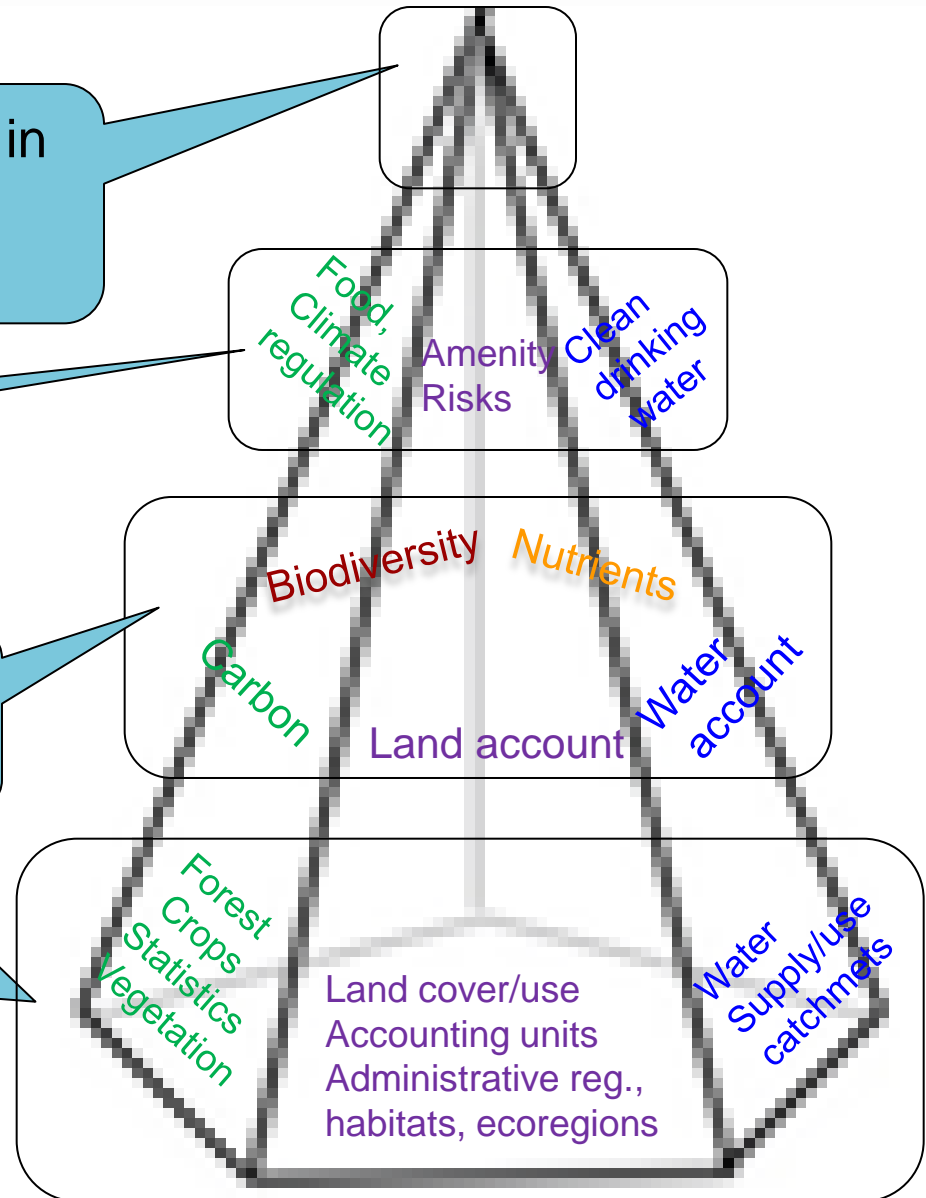 in
Food,
Climate
regulation
Amenity
Risks
Clean
drinking
water
Biodiversity
Nutrients
Carbon
Land account
Water
account
Forest
Crops
Statistics
Vegetation
Land cover/use
Accounting units
Administrative reg.,
habitats, ecoregions
Water
Supply/use
catchmets